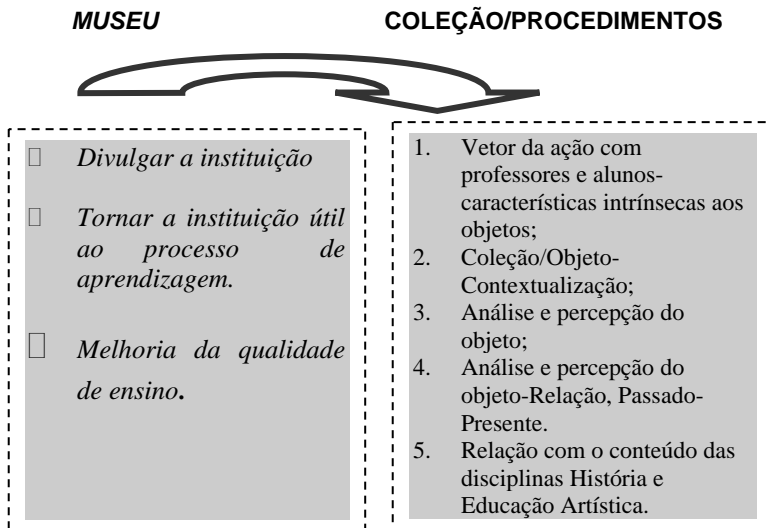 MUSEU
COLEÇÃO/PROCEDIMENTOS
Divulgar a instituição
Tornar a instituição útil
ao processo de
aprendizagem.
Melhoria da qualidade
de ensino.
1. Vetor da ação com
professores e alunos-
características intrínsecas aos
objetos;
2. Coleção/Objeto-
Contextualização;
3. Análise e percepção do
objeto;
4. Análise e percepção do
objeto-Relação, Passado-
Presente.
5. Relação com o conteúdo das
disciplinas História e
Educação Artística.